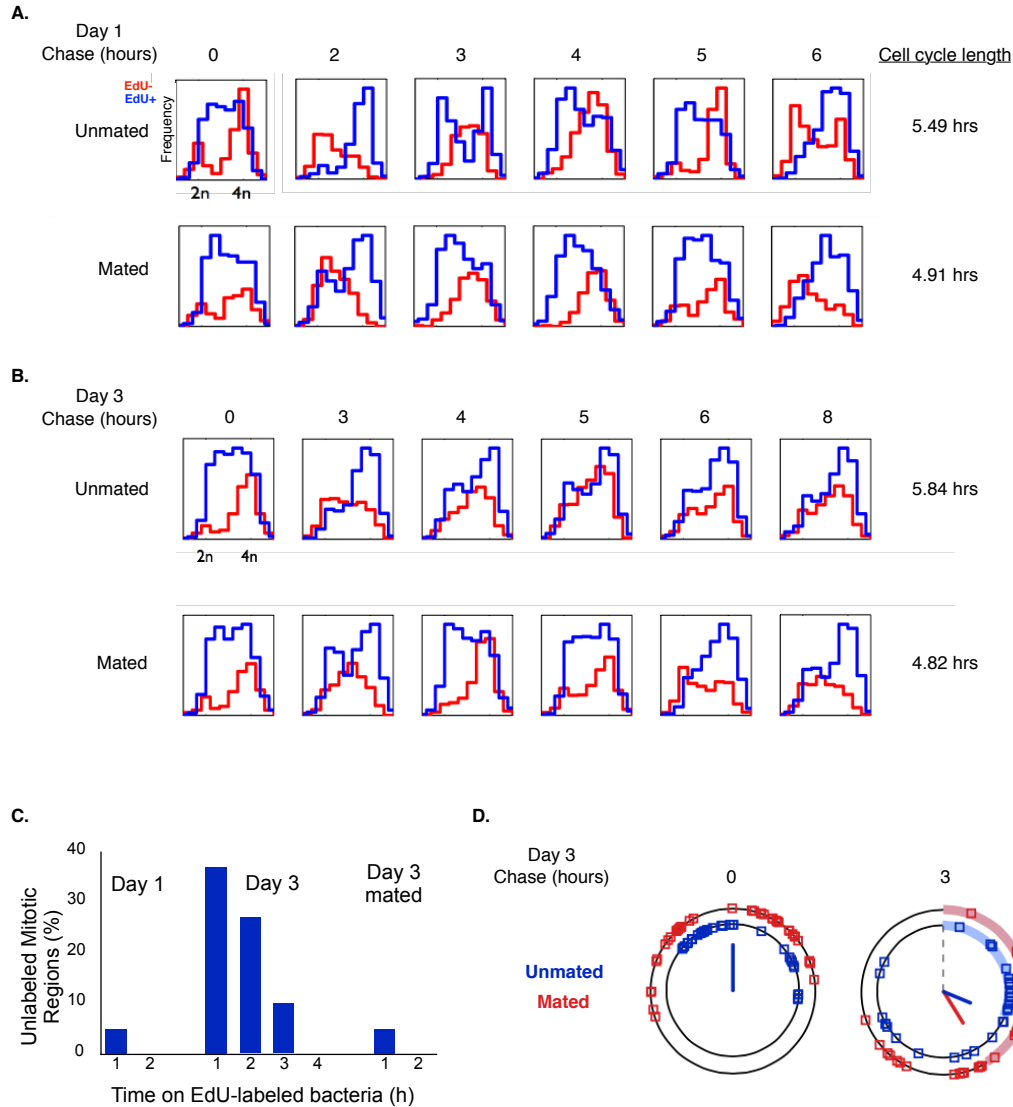 A.
Day 1
Chase (hours) 0 2 3 4 5 6 Cell cycle length
EdU-
EdU+
Frequency
Unmated 5.49 hrs
2n 4n
Mated 4.91 hrs
B.
Day 3
Chase (hours) 0 3 4 5 6 8
Unmated 5.84 hrs
2n 4n
Mated 4.82 hrs
C.
Unlabeled Mitotic
Regions (%)
40
30
20
10
0
Day 1 Day 3 Day 3
mated
1 2 1 2 3 4 1 2
Time on EdU-labeled bacteria (h)
D.
Day 3
Chase (hours) 0 3
Unmated
Mated